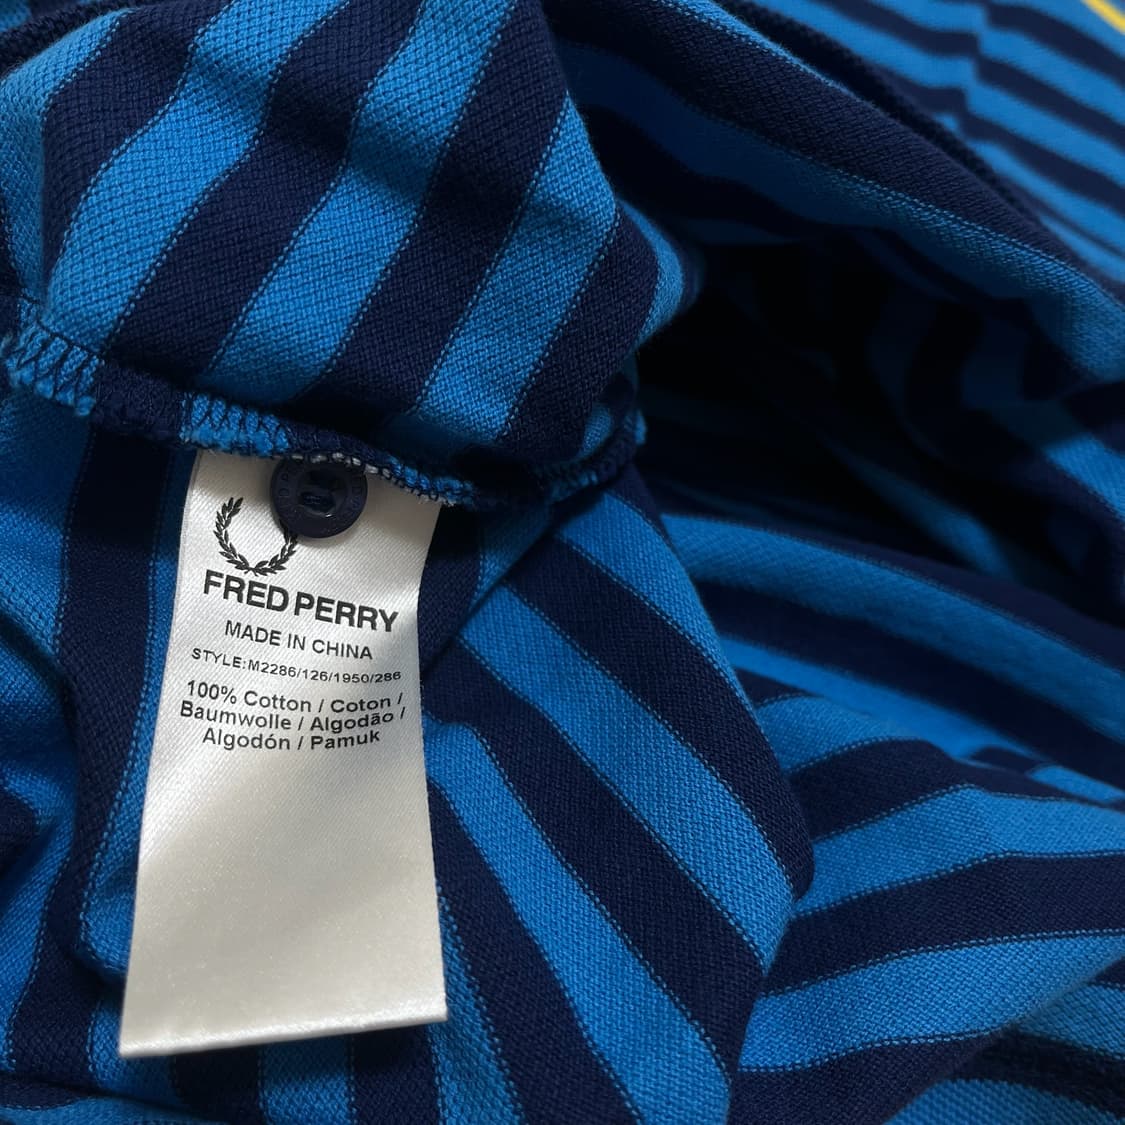 FRED PERRY
MADE IN CHINA
STYLE:M2286/126/1950/286
100% Cotton / Coton /
Baumwolle / Algodão /
Algodón / Pamuk